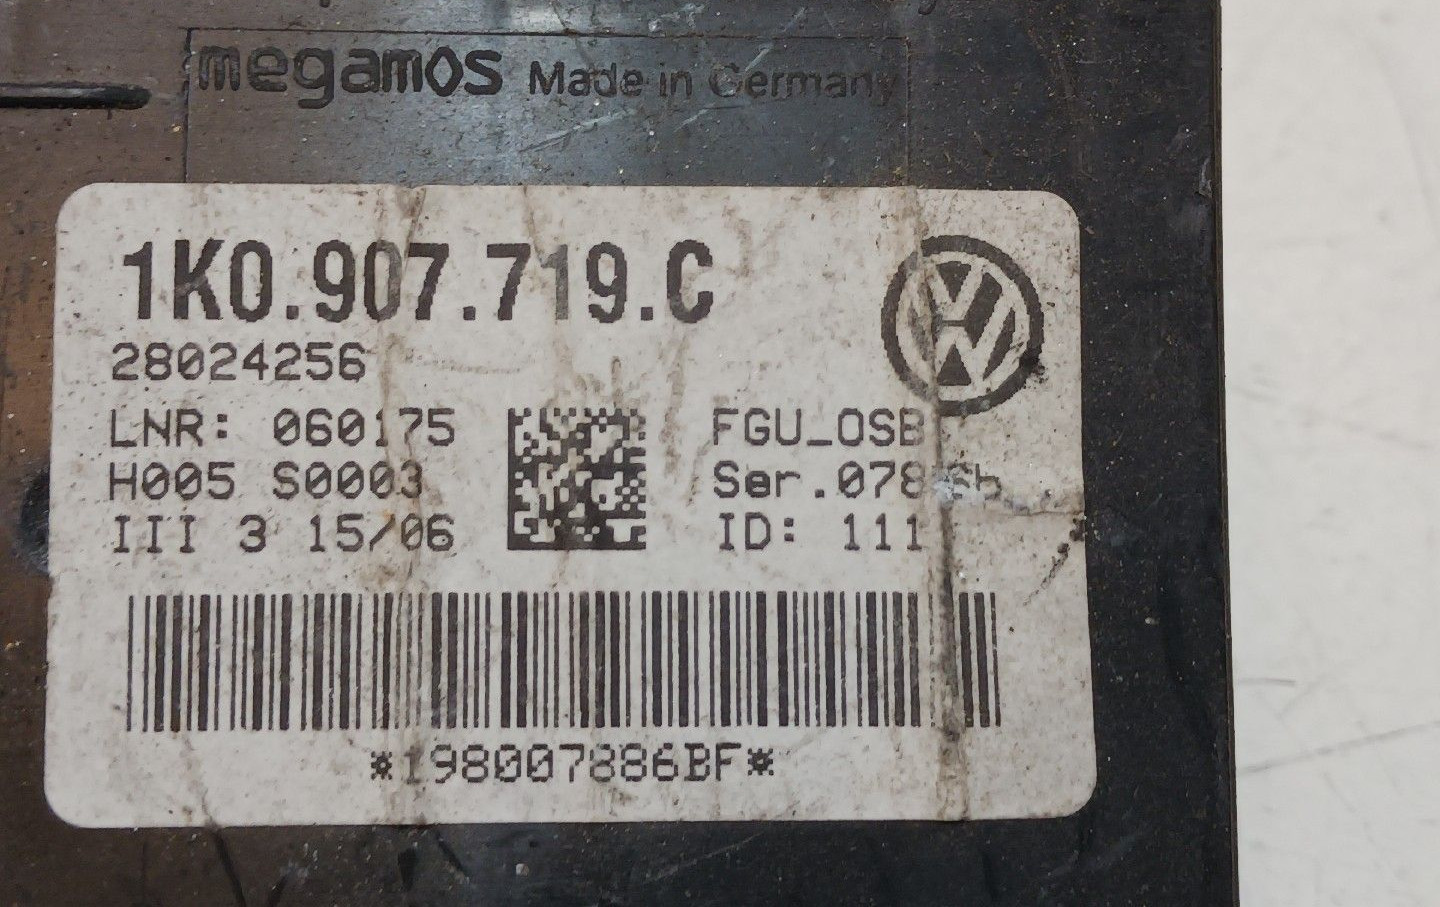 megamos Made in Germany
1K0.907.719.C
28024256
LNR: 060175
H005 S0003
III 3 15/06
FGU_OSB
ID: 111
*198007886BF*